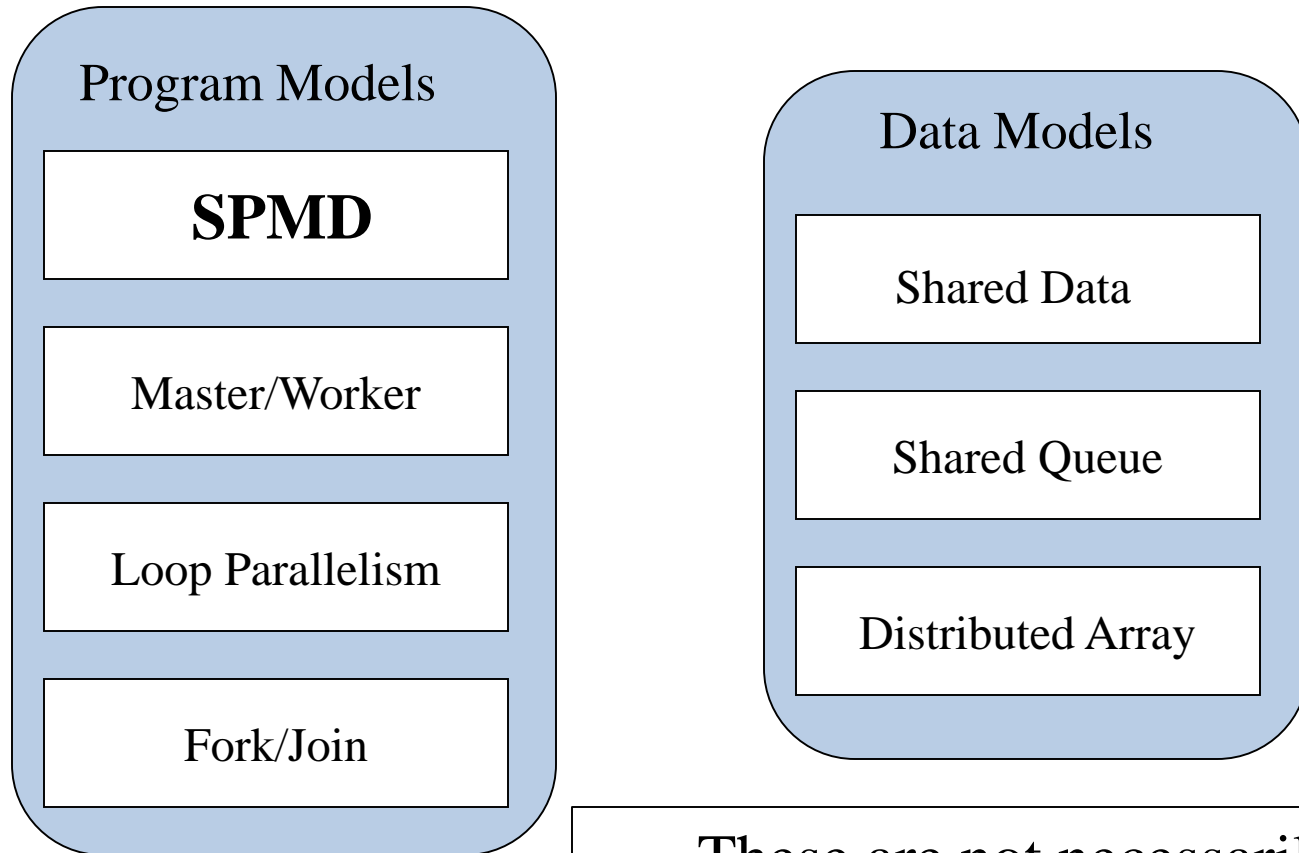 Program Models
SPMD
Master/Worker
Loop Parallelism
Fork/Join
Data Models
Shared Data
Shared Queue
Distributed Array
These are not